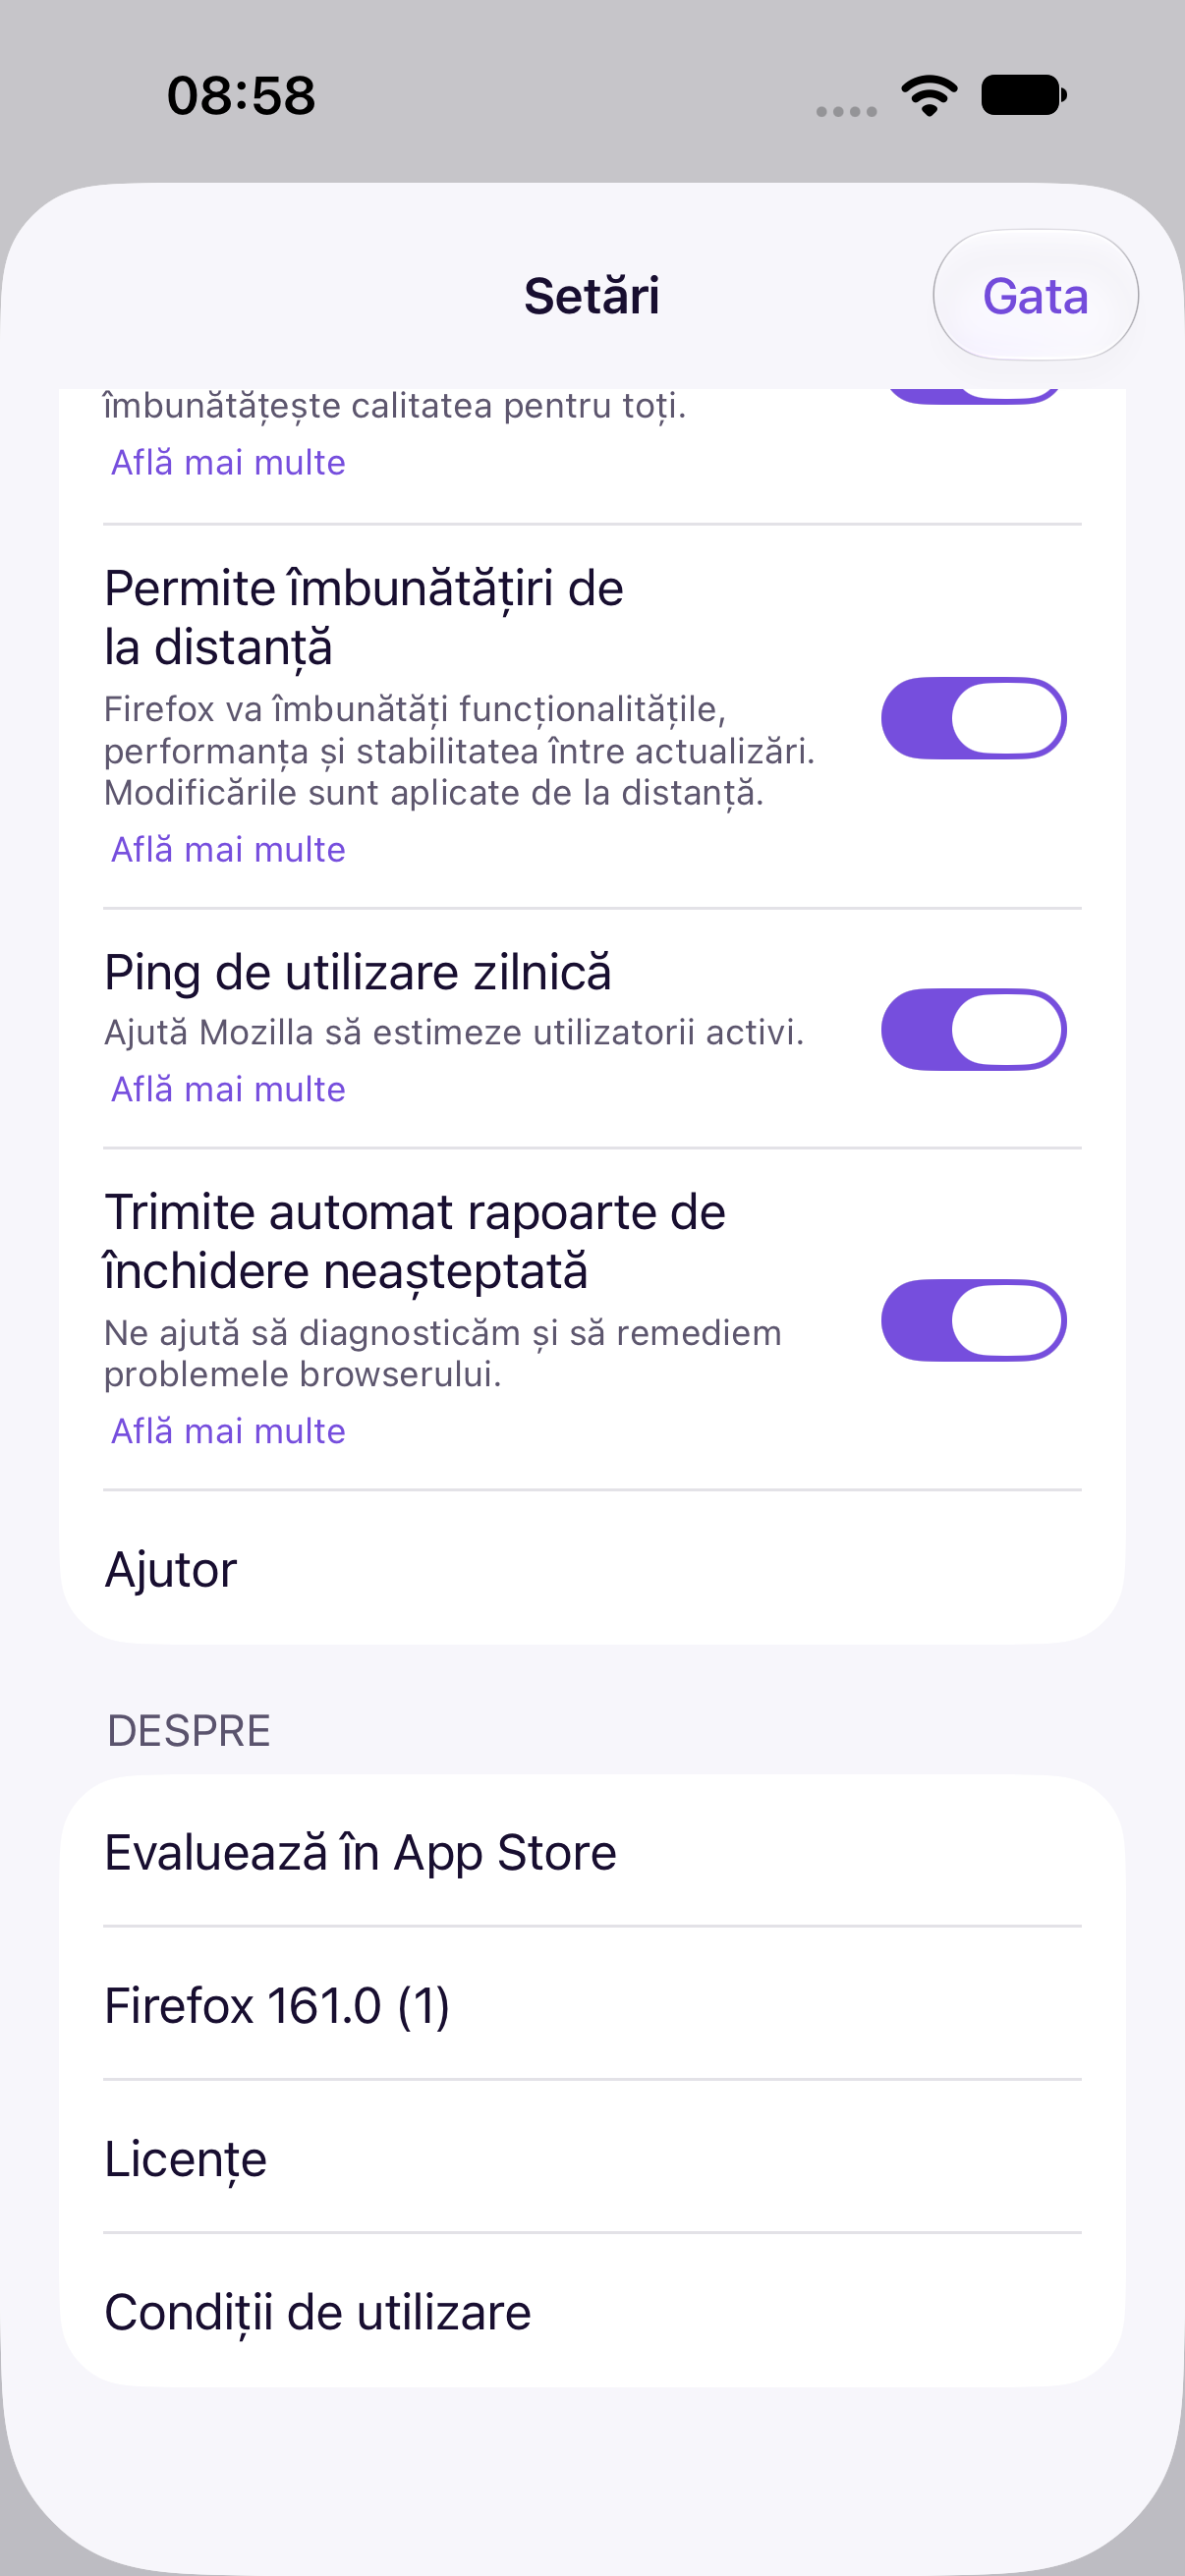 08:58
Setări
Gata
îmbunătățește calitatea pentru toți.
Află mai multe
Permite îmbunătățiri de
la distanță
Firefox va îmbunătăți funcționalitățile,
performanța și stabilitatea între actualizări.
Modificările sunt aplicate de la distanță.
Află mai multe
Ping de utilizare zilnică
Ajută Mozilla să estimeze utilizatorii activi.
Află mai multe
Trimite automat rapoarte de
închidere neașteptată
Ne ajută să diagnosticăm și să remediem
problemele browserului.
Află mai multe
Ajutor
DESPRE
Evaluează în App Store
Firefox 161.0 (1)
Licențe
Condiții de utilizare